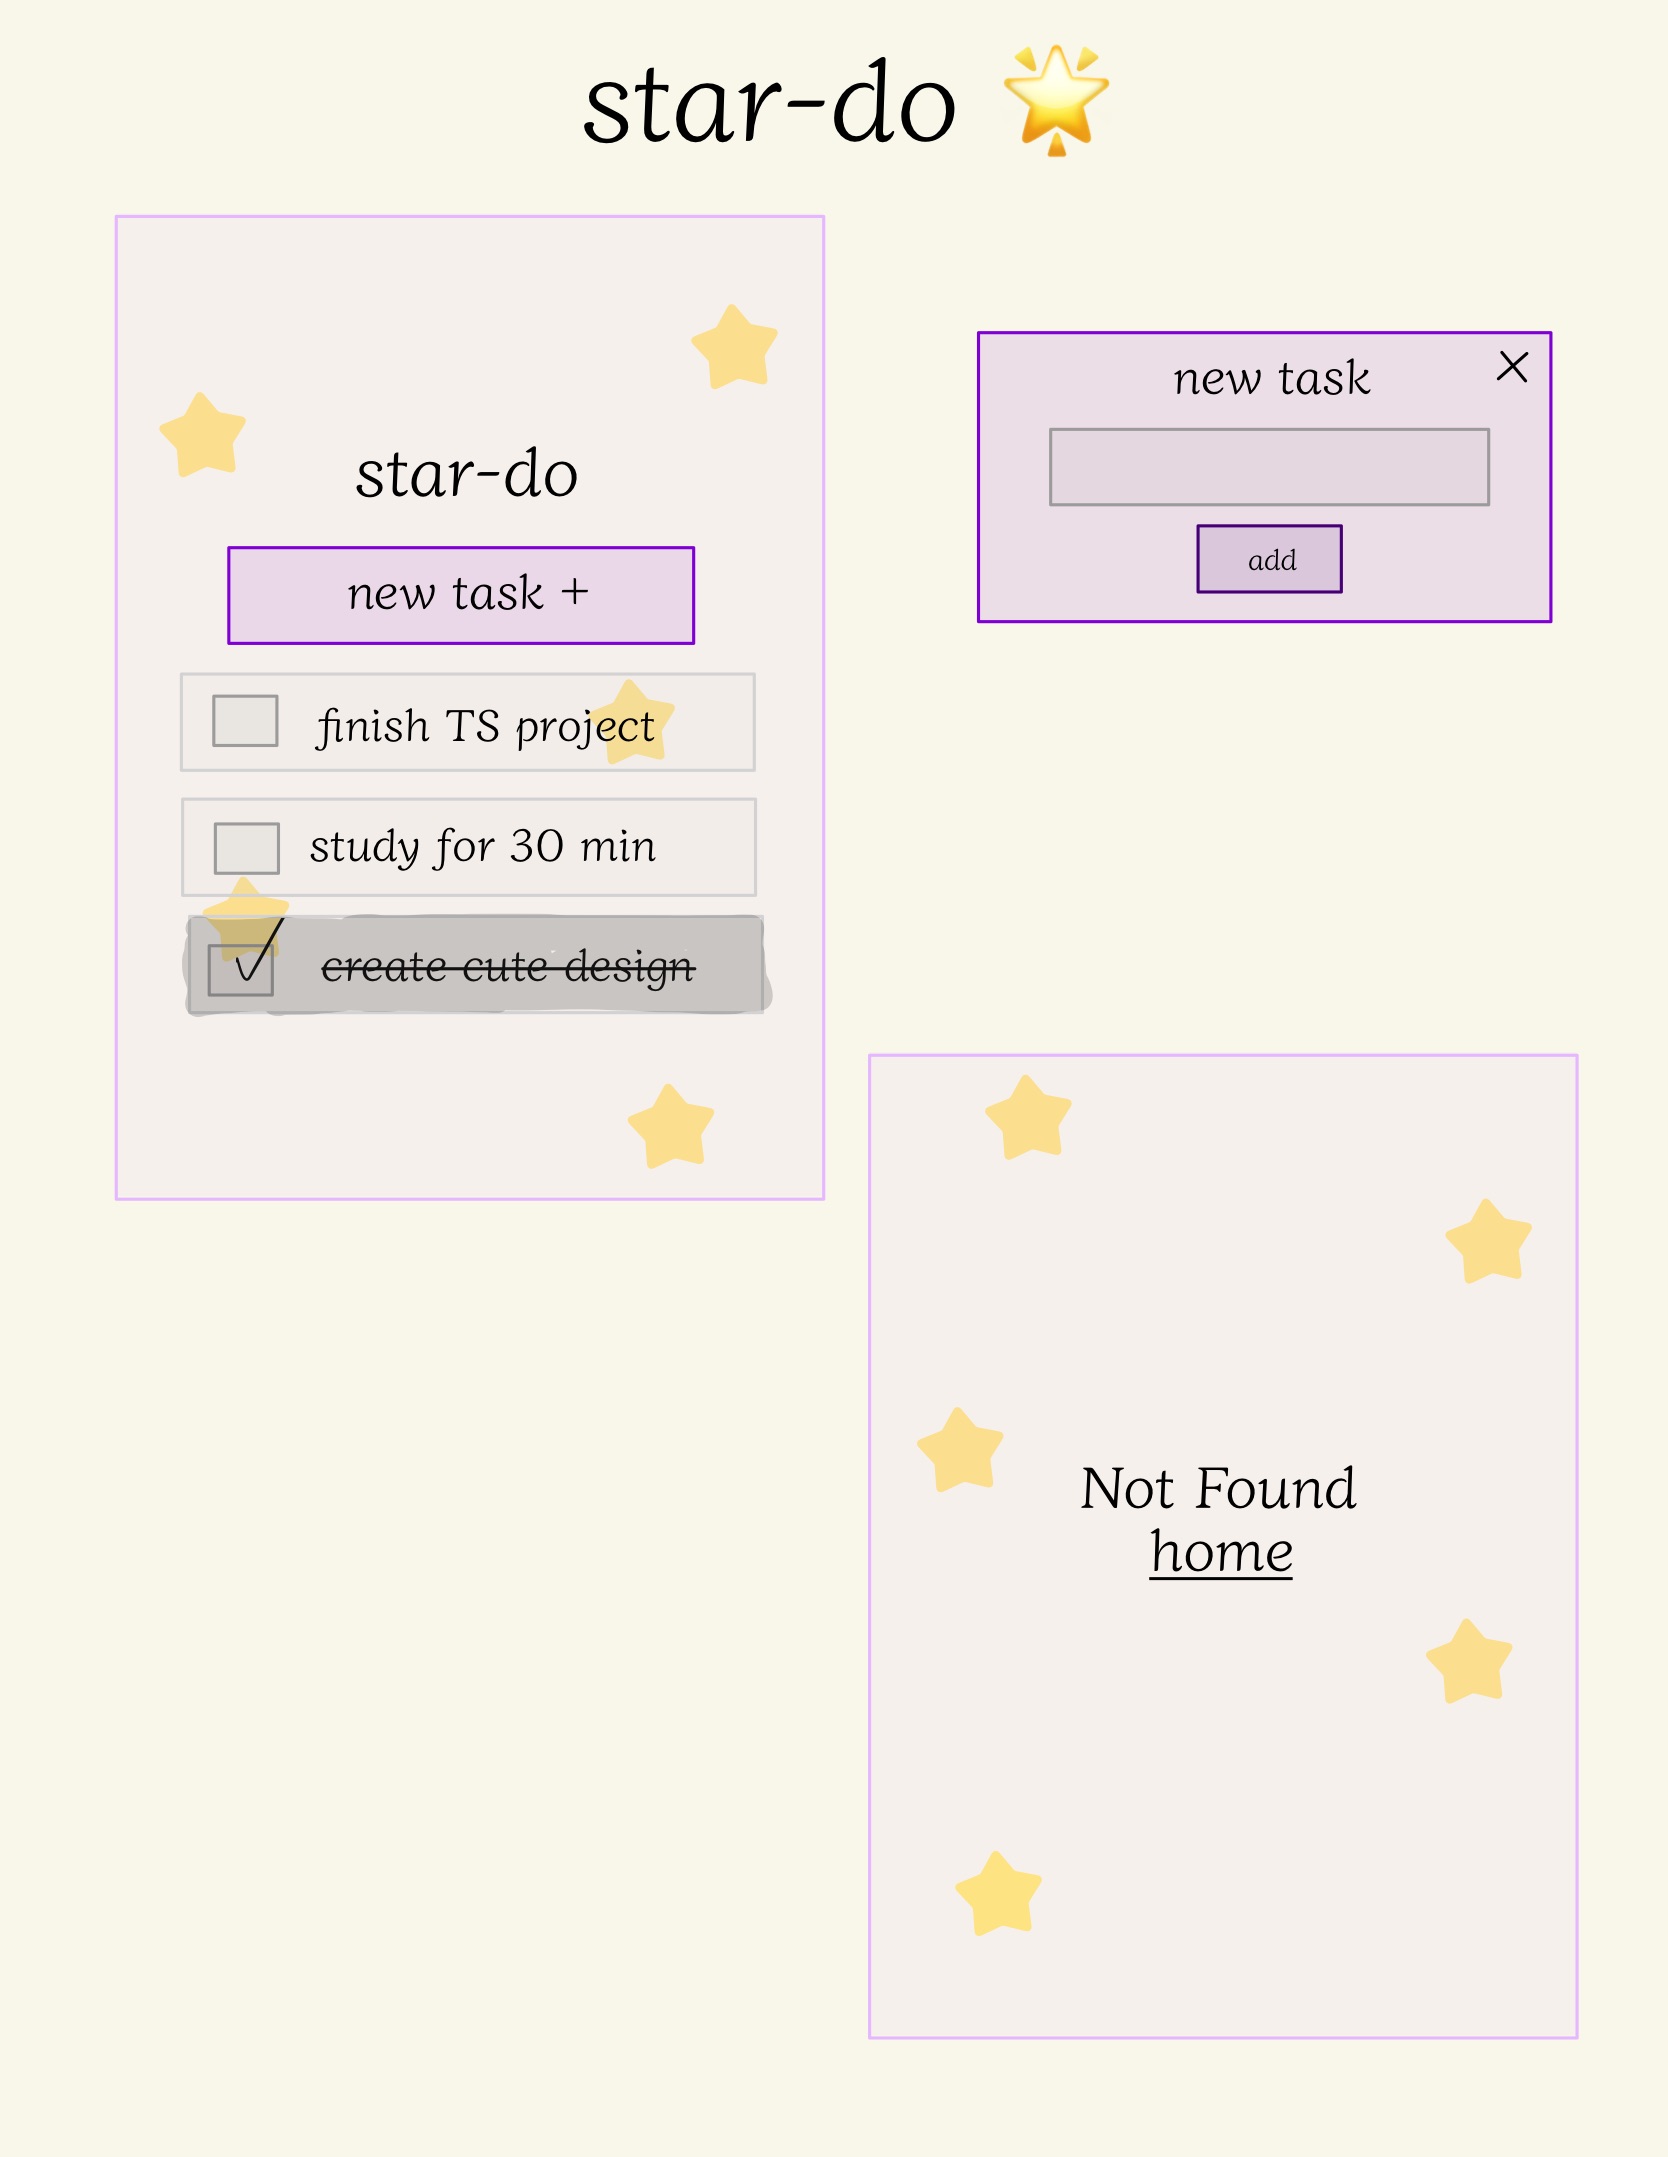 star-do 🌟
star-do
new task +
finish TS project
study for 30 min
create cute design
new task
add
Not Found
home